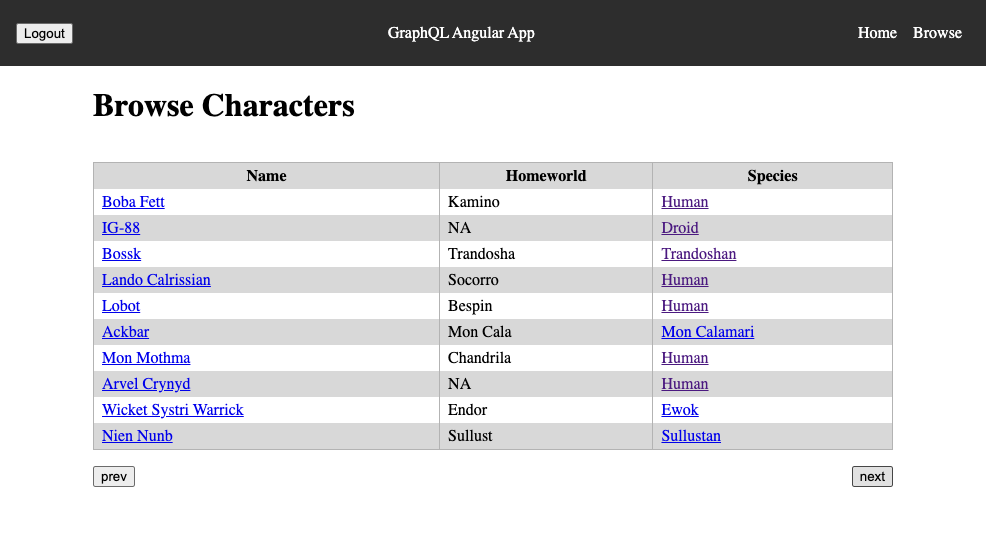 Logout GraphQL Angular App Home Browse
Browse Characters
Name Homeworld Species
Boba Fett Kamino Human
IG-88 NA Droid
Bossk Trandosha Trandoshan
Lando Calrissian Socorro Human
Lobot Bespin Human
Ackbar Mon Cala Mon Calamari
Mon Mothma Chandrila Human
Arvel Crynyd NA Human
Wicket Systri Warrick Endor Ewok
Nien Nunb Sullust Sullustan
prev next